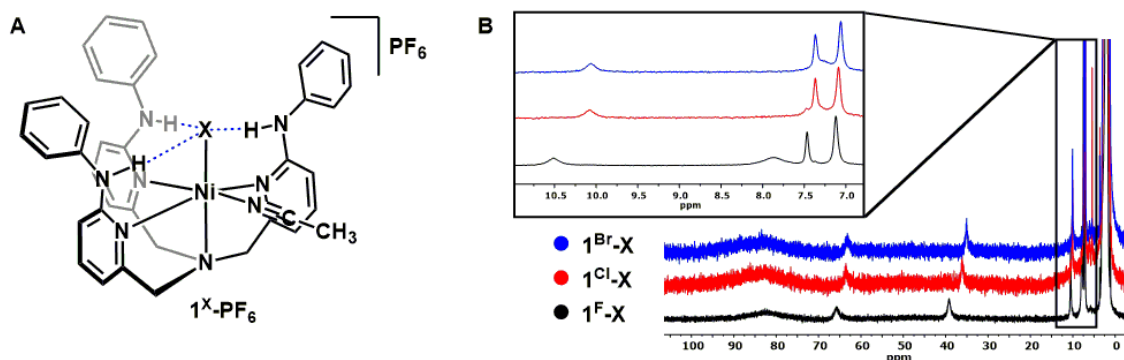 A
B
PF6
N
H
X
H
N
N
H
N
Ni
N
N≡C
CH3
N
N
1X-PF6
10.5 10.0 9.5 9.0 8.5 8.0 7.5 7.0
ppm
1Br-X
1Cl-X
1F-X
100 90 80 70 60 50 40 30 20 10 0
ppm